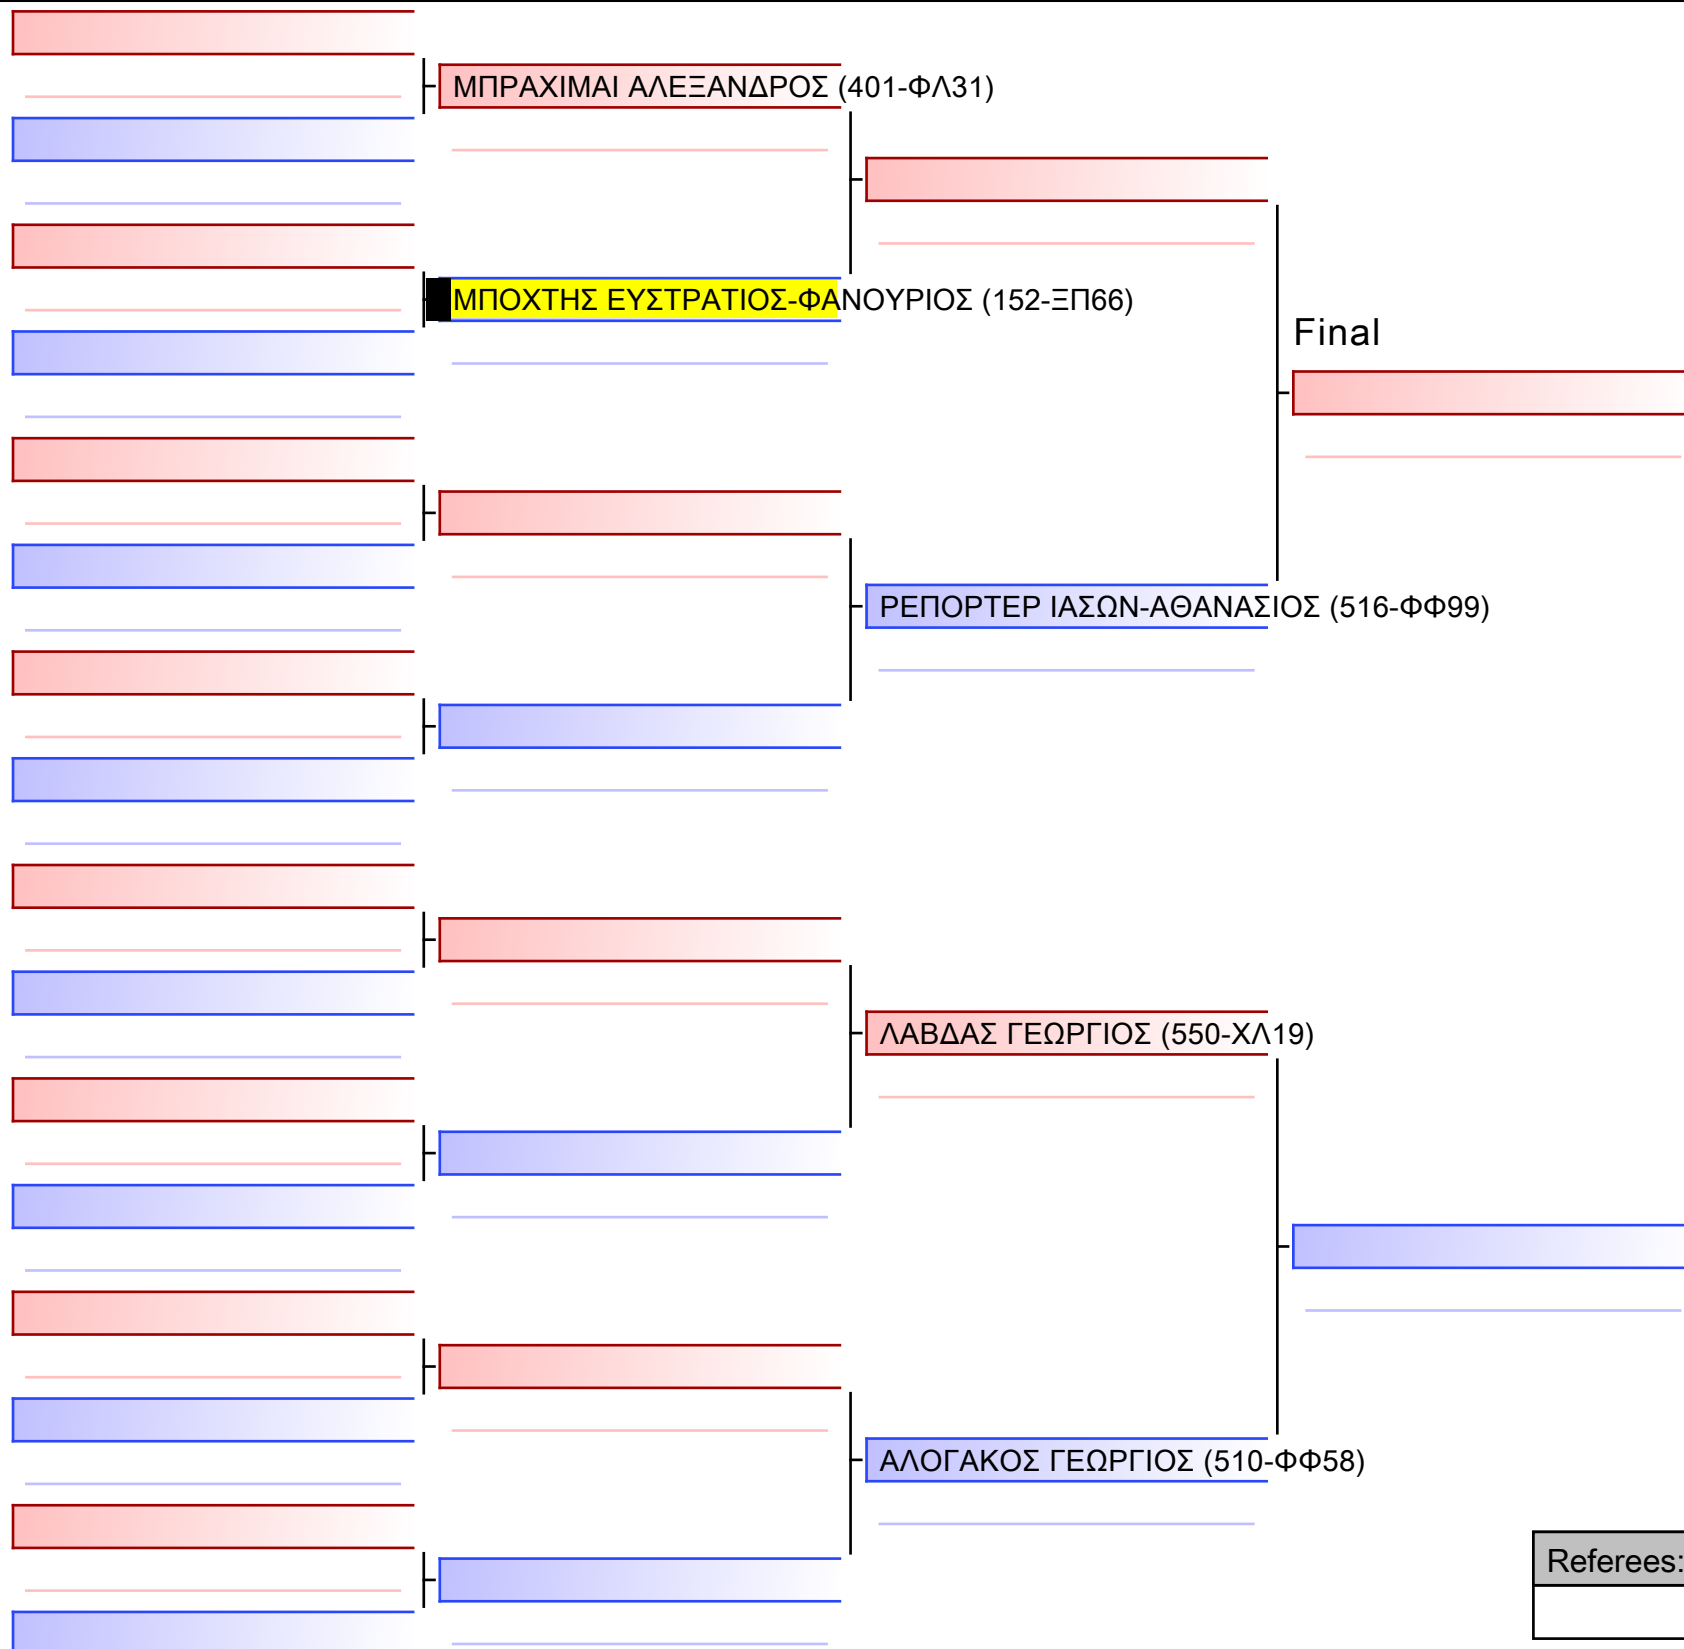 ΜΠΡΑΧΙΜΑΙ ΑΛΕΞΑΝΔΡΟΣ (401-ΦΛ31)
ΜΠΟΧΤΗΣ ΕΥΣΤΡΑΤΙΟΣ-ΦΑΝΟΥΡΙΟΣ (152-ΞΠ66)
Final
ΡΕΠΟΡΤΕΡ ΙΑΣΩΝ-ΑΘΑΝΑΣΙΟΣ (516-ΦΦ99)
ΛΑΒΔΑΣ ΓΕΩΡΓΙΟΣ (550-ΧΛ19)
ΑΛΟΓΑΚΟΣ ΓΕΩΡΓΙΟΣ (510-ΦΦ58)
Referees: